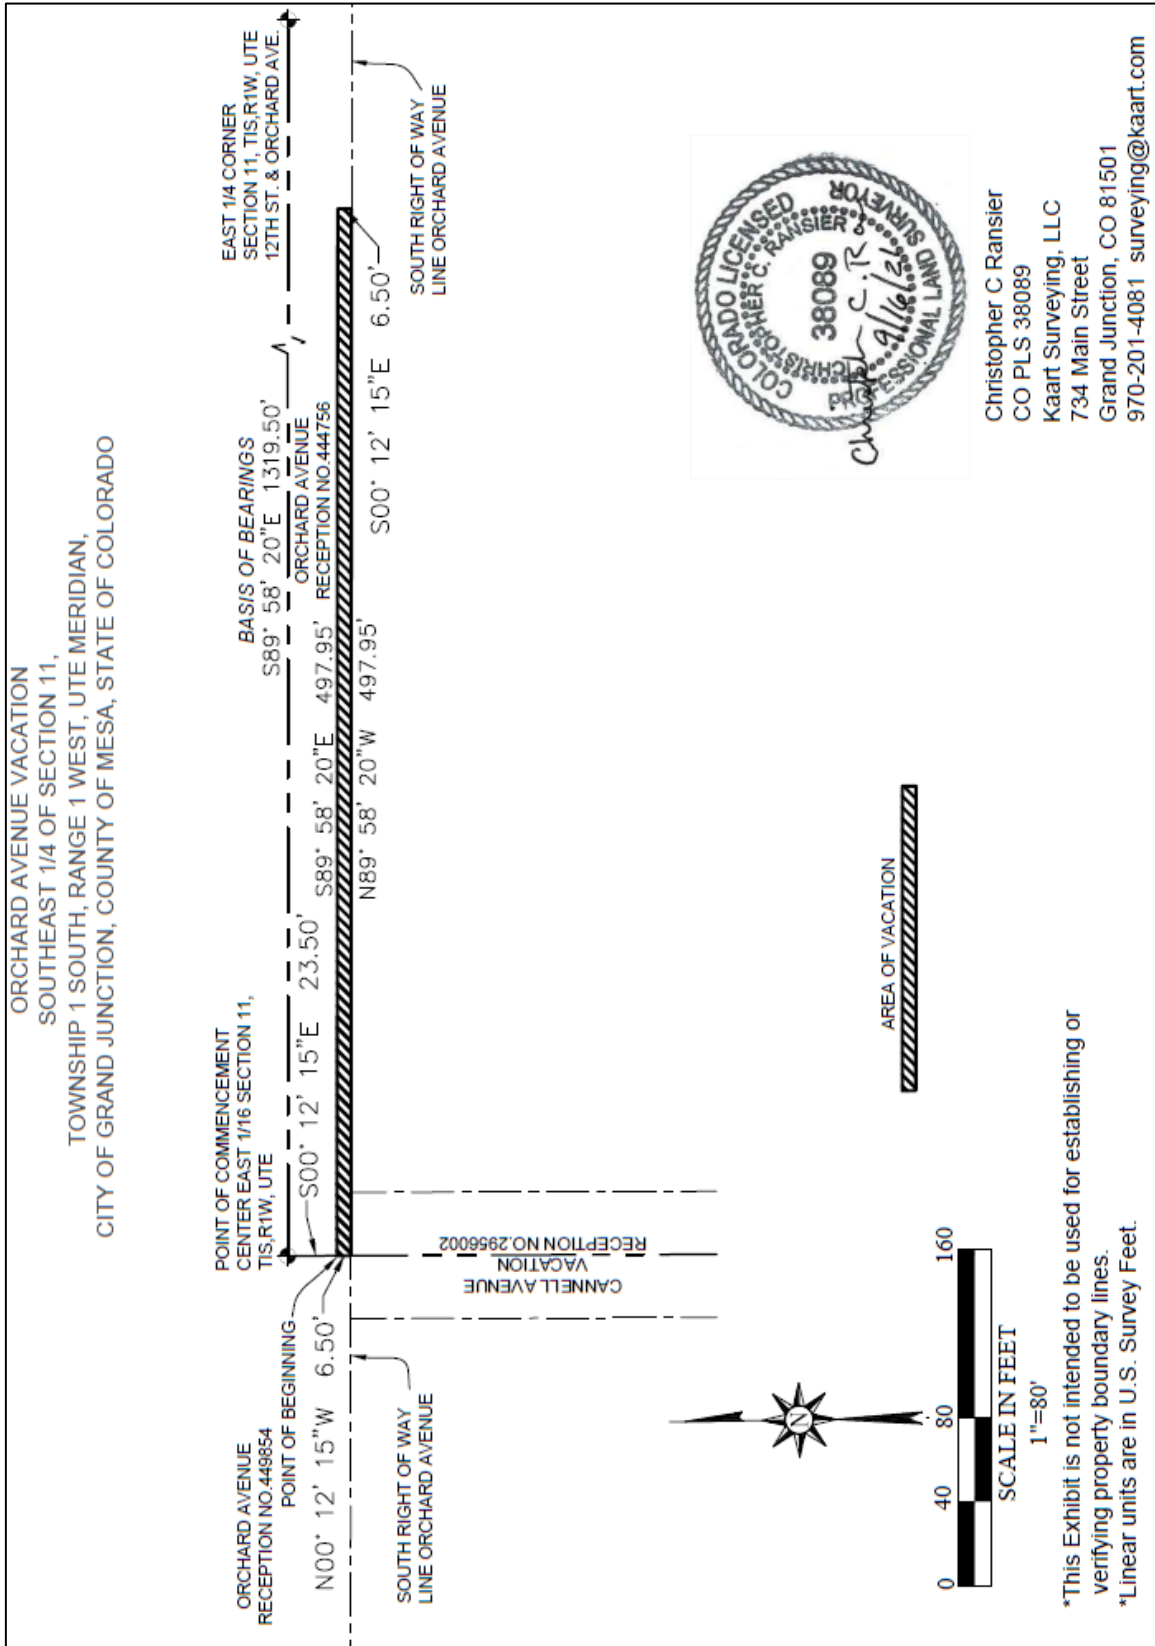 ORCHARD AVENUE VACATION
SOUTHEAST 1/4 OF SECTION 11,
TOWNSHIP 1 SOUTH, RANGE 1 WEST, UTE MERIDIAN,
CITY OF GRAND JUNCTION, COUNTY OF MESA, STATE OF COLORADO
POINT OF COMMENCEMENT
CENTER EAST 1/16 SECTION 11,
T1S,R1W, UTE
BASIS OF BEARINGS
S89° 58' 20"E 1319.50'
EAST 1/4 CORNER
SECTION 11, T1S,R1W, UTE
12TH ST. & ORCHARD AVE.
ORCHARD AVENUE
RECEPTION NO.449854
POINT OF BEGINNING
N00° 12' 15"W 6.50'
S00° 12' 15"E 23.50'
ORCHARD AVENUE
RECEPTION NO.444756
S89° 58' 20"E 497.95'
N89° 58' 20"W 497.95'
S00° 12' 15"E 6.50'
SOUTH RIGHT OF WAY
LINE ORCHARD AVENUE
SOUTH RIGHT OF WAY
LINE ORCHARD AVENUE
CANNELL AVENUE
VACATION
RECEPTION NO.2956002
N
AREA OF VACATION
COLORADO LICENSED
CHRISTOPHER C. RANSIER
38089
PROFESSIONAL LAND SURVEYOR
Christopher C Ransier
CO PLS 38089
Kaart Surveying, LLC
734 Main Street
Grand Junction, CO 81501
970-201-4081 surveying@kaart.com
0 40 80 160
SCALE IN FEET
1"=80'
*This Exhibit is not intended to be used for establishing or
verifying property boundary lines.
*Linear units are in U.S. Survey Feet.